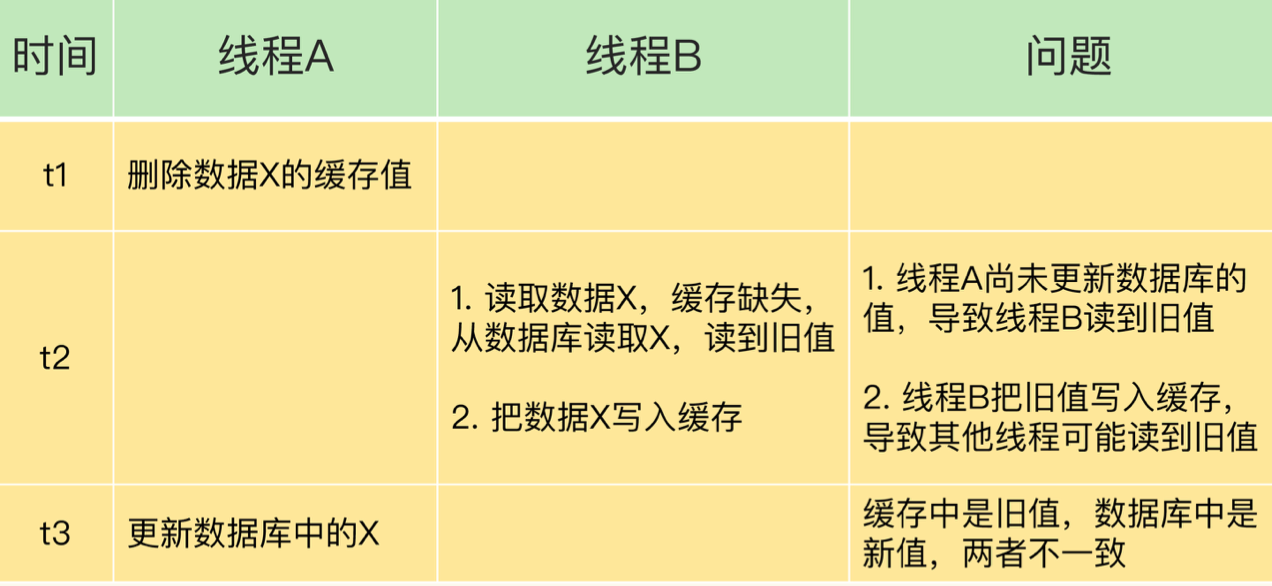 时间 线程A 线程B 问题
t1 删除数据X的缓存值
t2
1. 读取数据X，缓存缺失，
从数据库读取X，读到旧值
2. 把数据X写入缓存
1. 线程A尚未更新数据库的
值，导致线程B读到旧值
2. 线程B把旧值写入缓存，
导致其他线程可能读到旧值
t3 更新数据库中的X
缓存中是旧值，数据库中是
新值，两者不一致